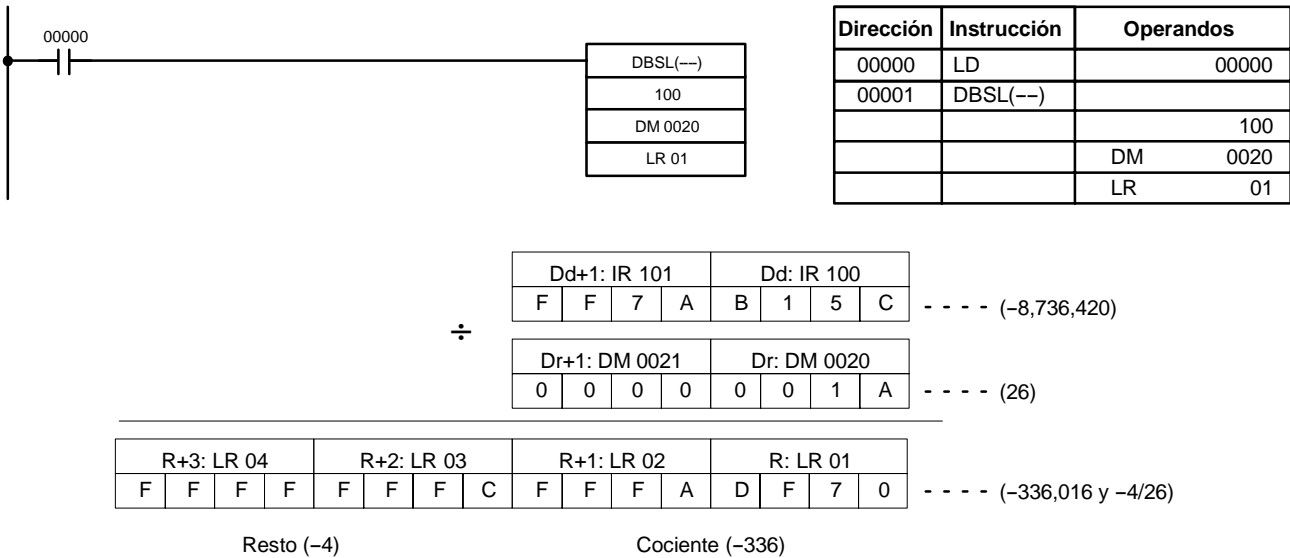 00000
DBSL(−−)
100
DM 0020
LR 01
Dirección Instrucción Operandos
00000 LD 00000
00001 DBSL(−−)
100
DM 0020
LR 01
Dd+1: IR 101 Dd: IR 100
F F 7 A B 1 5 C - - - - (−8,736,420)
÷
Dr+1: DM 0021 Dr: DM 0020
0 0 0 0 0 0 1 A - - - - (26)
R+3: LR 04 R+2: LR 03 R+1: LR 02 R: LR 01
F F F F F F F C F F F A D F 7 0 - - - - (−336,016 y −4/26)
Resto (−4) Cociente (−336)